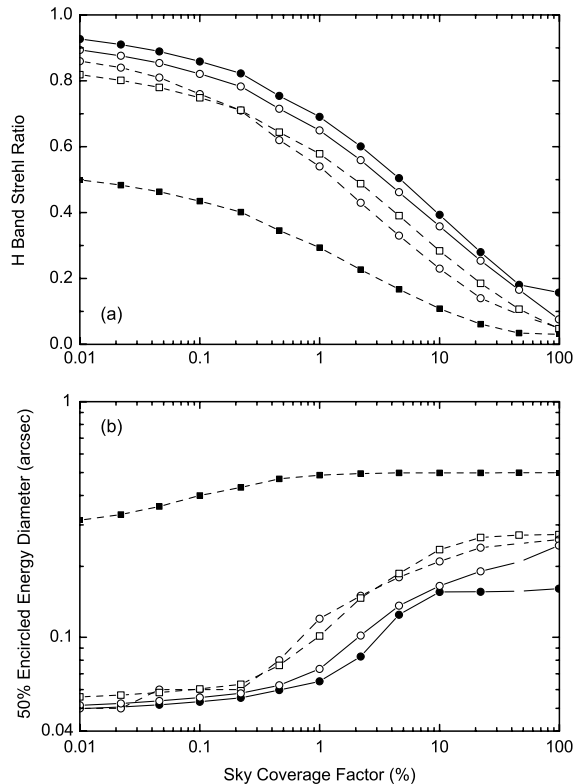 1.0
0.8
0.6
0.4
0.2
0.0
H Band Strehl Ratio
(a)
0.01 0.1 1 10 100
1
0.1
0.04
50% Encircled Energy Diameter (arcsec)
(b)
0.01 0.1 1 10 100
Sky Coverage Factor (%)